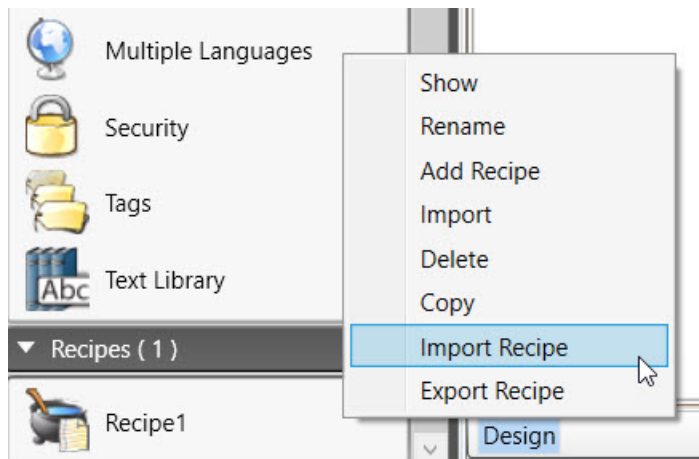 Multiple Languages
Security
Tags
Abc
Text Library
Recipes ( 1 )
Recipe1
Show
Rename
Add Recipe
Import
Delete
Copy
Import Recipe
Export Recipe
Design